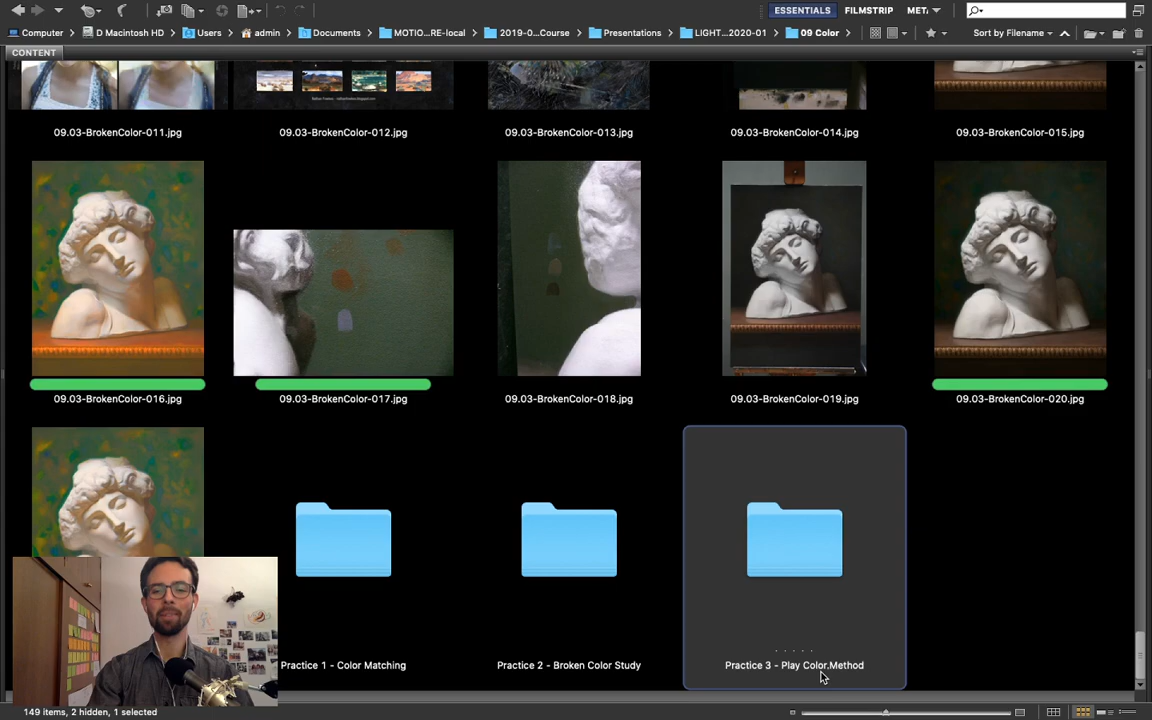 ESSENTIALS
FILMSTRIP
Computer
D Macintosh HD
Users
admin
Documents
MOTIO...RE-local
2019-0...Course
Presentations
LIGHT...2020-01
09 Color
Sort by Filename
CONTENT
09.03-BrokenColor-011.jpg
09.03-BrokenColor-012.jpg
09.03-BrokenColor-013.jpg
09.03-BrokenColor-014.jpg
09.03-BrokenColor-015.jpg
09.03-BrokenColor-016.jpg
09.03-BrokenColor-017.jpg
09.03-BrokenColor-018.jpg
09.03-BrokenColor-019.jpg
09.03-BrokenColor-020.jpg
Practice 1 - Color Matching
Practice 2 - Broken Color Study
Practice 3 - Play Color.Method
149 items, 2 hidden, 1 selected